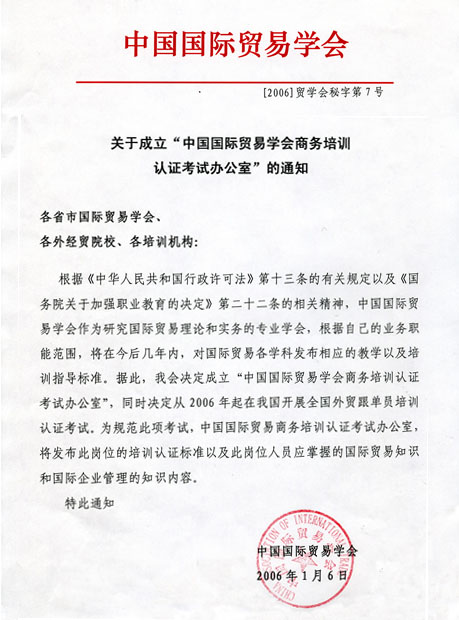 中国国际贸易学会
[2006]贸学会秘字第 7 号
关于成立“中国国际贸易学会商务培训
认证考试办公室”的通知
各省市国际贸易学会、
各外经贸院校、各培训机构:
根据《中华人民共和国行政许可法》第十三条的有关规定以及《国
务院关于加强职业教育的决定》第二十二条的相关精神，中国国际贸
易学会作为研究国际贸易理论和实务的专业学会，根据自己的业务职
能范围，将在今后几年内，对国际贸易各学科发布相应的教学以及培
训指导标准。据此，我会决定成立“中国国际贸易学会商务培训认证
考试办公室”，同时决定从 2006 年起在我国开展全国外贸跟单员培训
认证考试。为规范此项考试，中国国际贸易商务培训认证考试办公室，
将发布此岗位的培训认证标准以及此岗位人员应掌握的国际贸易知识
和国际企业管理的知识内容。
特此通知
CHINA ASSOCIATION OF INTERNATIONAL TRADE
中国国际贸易学会
中国国际贸易学会
2006 年 1 月 6 日